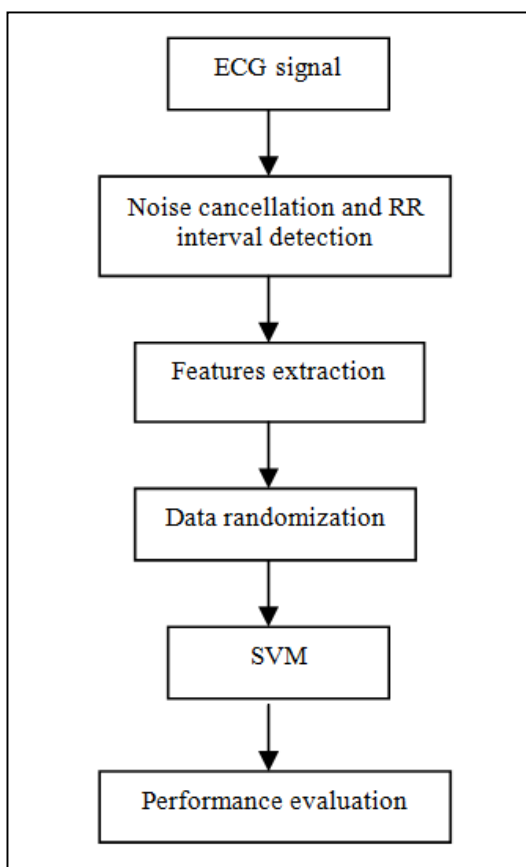 ECG signal
Noise cancellation and RR
interval detection
Features extraction
Data randomization
SVM
Performance evaluation